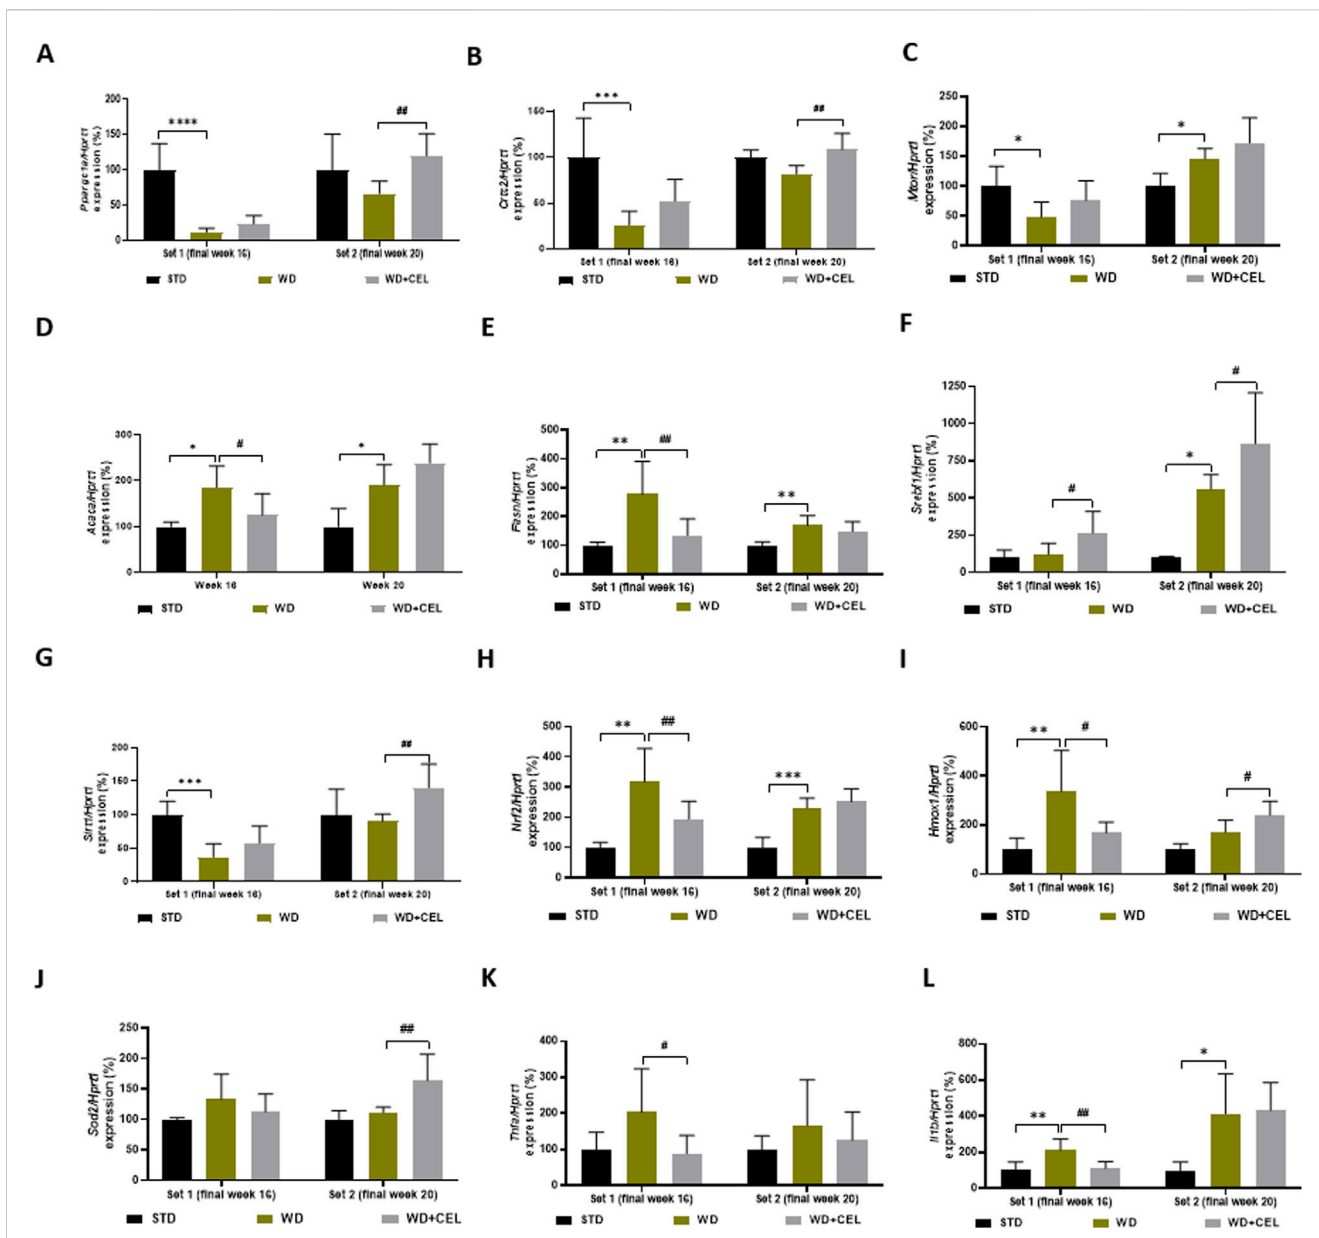 A
Ppargc1a/Hprt1
expression (%)
200
150
100
50
0
****
##
Set 1 (final week 16)
Set 2 (final week 20)
STD
WD
WD+CEL
B
Crtc2/Hprt1
expression (%)
150
100
50
0
***
##
Set 1 (final week 16)
Set 2 (final week 20)
STD
WD
WD+CEL
C
Mtor/Hprt1
expression (%)
250
200
150
100
50
0
*
*
Set 1 (final week 16)
Set 2 (final week 20)
STD
WD
WD+CEL
D
Acaca/Hprt1
expression (%)
300
200
100
0
*
#
*
Week 16
Week 20
STD
WD
WD+CEL
E
Fasn/Hprt1
expression (%)
500
400
300
200
100
0
**
##
**
Set 1 (final week 16)
Set 2 (final week 20)
STD
WD
WD+CEL
F
Srebf1/Hprt1
expression (%)
1250
1000
750
500
250
0
#
*
#
Set 1 (final week 16)
Set 2 (final week 20)
STD
WD
WD+CEL
G
Sirt1/Hprt1
expression (%)
200
150
100
50
0
***
##
Set 1 (final week 16)
Set 2 (final week 20)
STD
WD
WD+CEL
H
Nrf2/Hprt1
expression (%)
500
400
300
200
100
0
**
##
***
Set 1 (final week 16)
Set 2 (final week 20)
STD
WD
WD+CEL
I
Hmox1/Hprt1
expression (%)
600
400
200
0
**
#
#
Set 1 (final week 16)
Set 2 (final week 20)
STD
WD
WD+CEL
J
Sod2/Hprt1
expression (%)
250
200
150
100
50
0
##
Set 1 (final week 16)
Set 2 (final week 20)
STD
WD
WD+CEL
K
Tnfa/Hprt1
expression (%)
400
300
200
100
0
#
Set 1 (final week 16)
Set 2 (final week 20)
STD
WD
WD+CEL
L
Il1b/Hprt1
expression (%)
800
600
400
200
0
**
##
*
Set 1 (final week 16)
Set 2 (final week 20)
STD
WD
WD+CEL